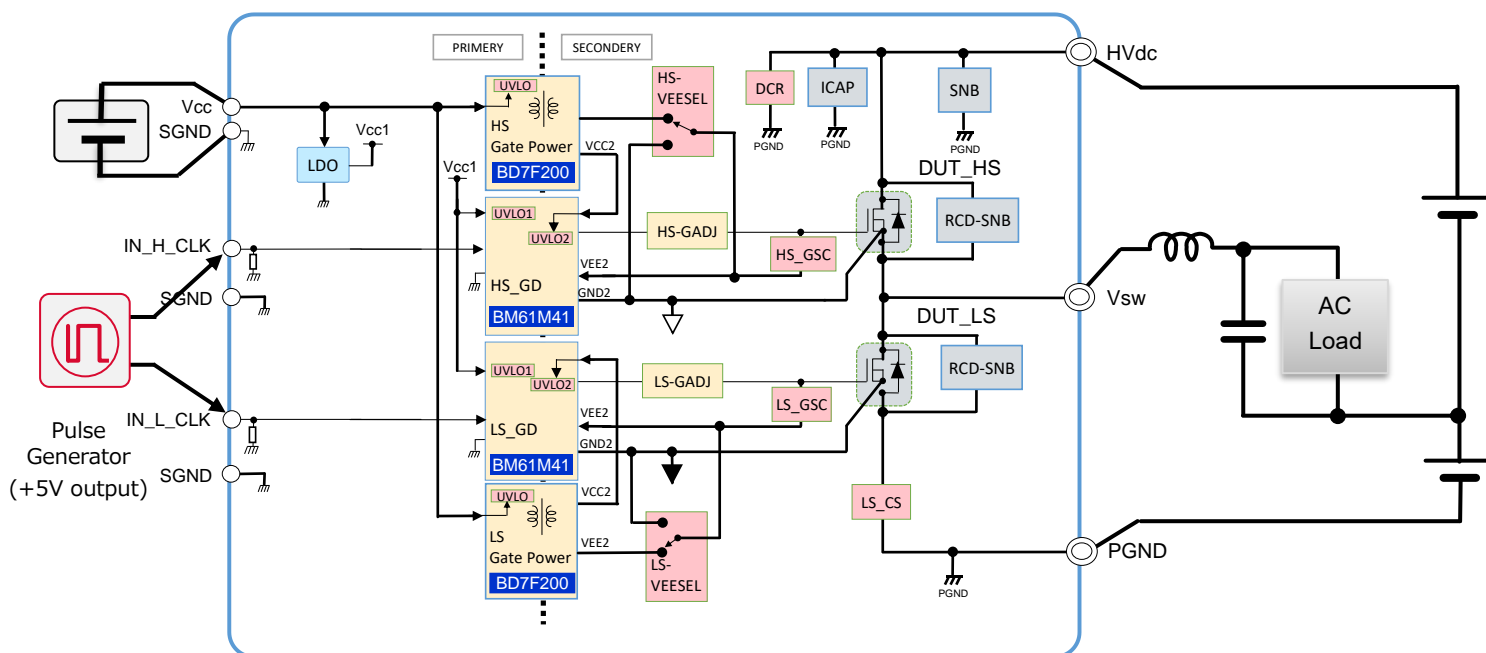 PRIMERY
SECONDERY
HVdc
Vcc
SGND
Vcc1
LDO
UVLO
HS
Gate Power
BD7F200
VCC2
HS-
VEESEL
DCR
PGND
ICAP
PGND
SNB
PGND
DUT_HS
Vcc1
UVLO1
UVLO2
HS-GADJ
RCD-SNB
IN_H_CLK
HS_GSC
VEE2
HS_GD
GND2
BM61M41
SGND
Vsw
AC
Load
DUT_LS
UVLO1
UVLO2
LS-GADJ
RCD-SNB
LS_GSC
IN_L_CLK
VEE2
LS_GD
GND2
BM61M41
Pulse
Generator
(+5V output)
SGND
UVLO
VCC2
LS
Gate Power
VEE2
BD7F200
LS-
VEESEL
LS_CS
PGND
PGND